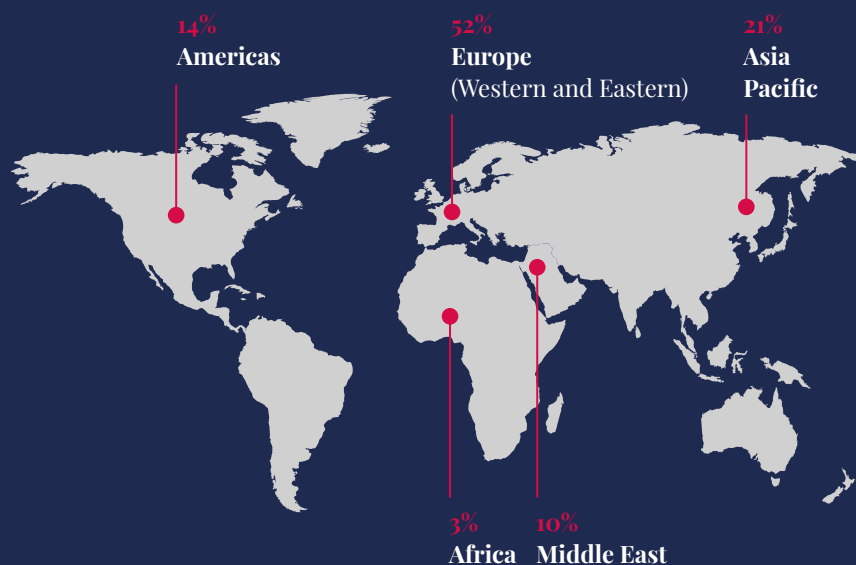 14%
Americas
52%
Europe
(Western and Eastern)
21%
Asia
Pacific
3%
Africa
10%
Middle East